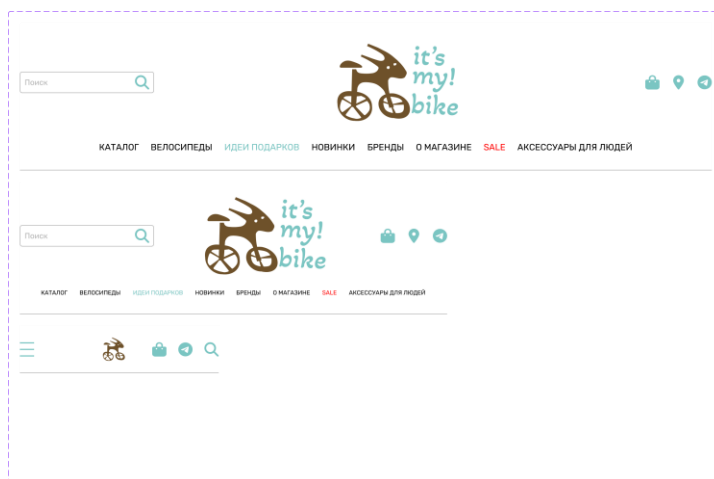 it's
my!
bike
Поиск
КАТАЛОГ ВЕЛОСИПЕДЫ ИДЕИ ПОДАРКОВ НОВИНКИ БРЕНДЫ О МАГАЗИНЕ SALE АКСЕССУАРЫ ДЛЯ ЛЮДЕЙ
it's
my!
bike
Поиск
КАТАЛОГ ВЕЛОСИПЕДЫ ИДЕИ ПОДАРКОВ НОВИНКИ БРЕНДЫ О МАГАЗИНЕ SALE АКСЕССУАРЫ ДЛЯ ЛЮДЕЙ